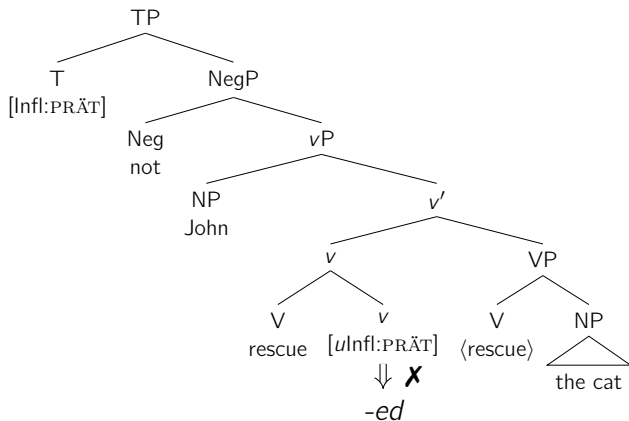 TP
T NegP
[Infl:PRÄT]
Neg vP
not
NP v′
John
v VP
V v V NP
rescue [uInfl:PRÄT] ⟨rescue⟩
⇓ ✗ the cat
-ed